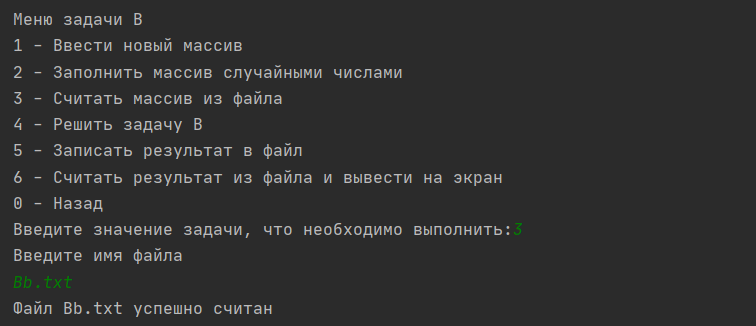 Меню задачи B
1 - Ввести новый массив
2 - Заполнить массив случайными числами
3 - Считать массив из файла
4 - Решить задачу B
5 - Записать результат в файл
6 - Считать результат из файла и вывести на экран
0 - Назад
Введите значение задачи, что необходимо выполнить:3
Введите имя файла
Bb.txt
Файл Bb.txt успешно считан